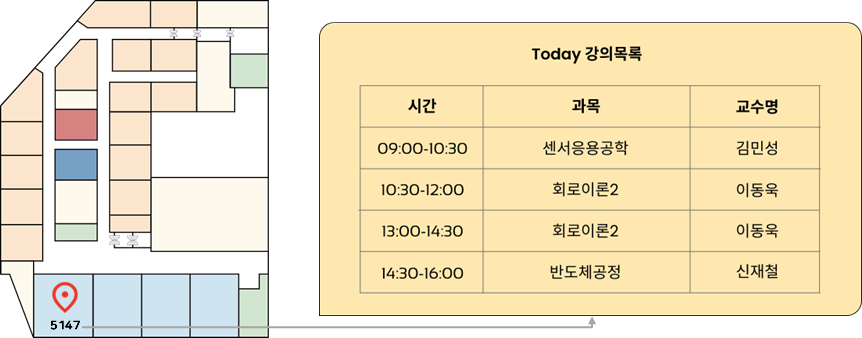 Today 강의목록
시간 과목 교수명
09:00-10:30 센서응용공학 김민성
10:30-12:00 회로이론2 이동욱
13:00-14:30 회로이론2 이동욱
14:30-16:00 반도체공정 신재철
5147